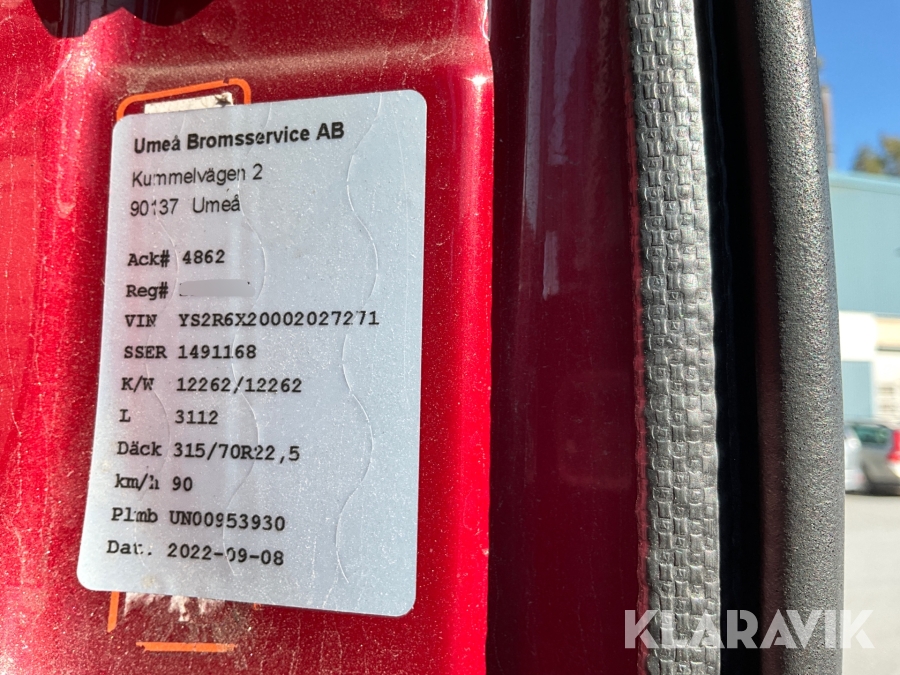 Umeå Bromsservice AB
Kummelvägen 2
90137 Umeå
Ack# 4862
Reg#
VIN YS2R6X20002027271
SSER 1491168
K/W 12262/12262
L 3112
Däck 315/70R22,5
km/h 90
Plmb UN00953930
Dat. 2022-09-08
KLARAVIK